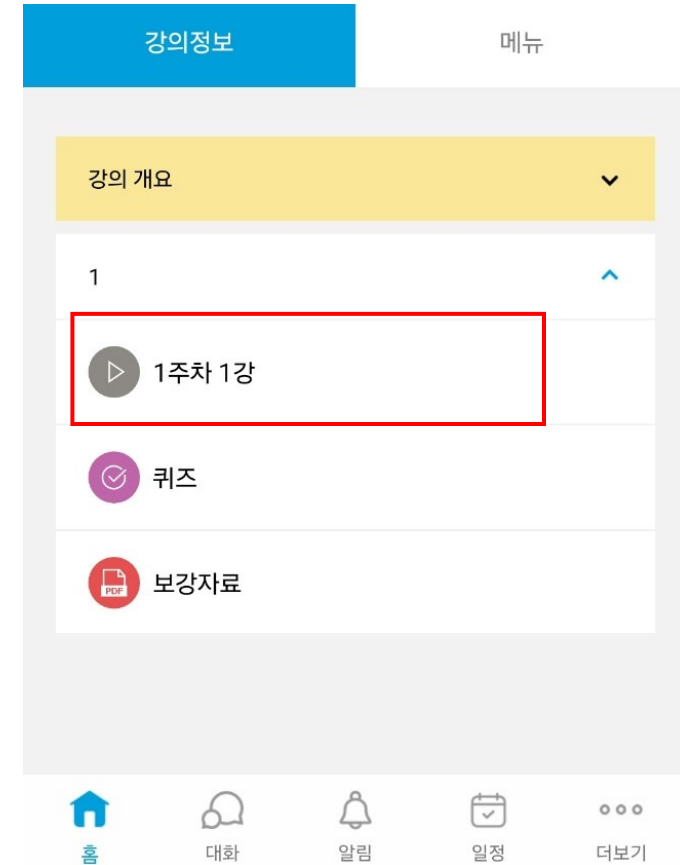 강의정보 메뉴
강의 개요
1
1주차 1강
퀴즈
PDF 보강자료
홈 대화 알림 일정 더보기